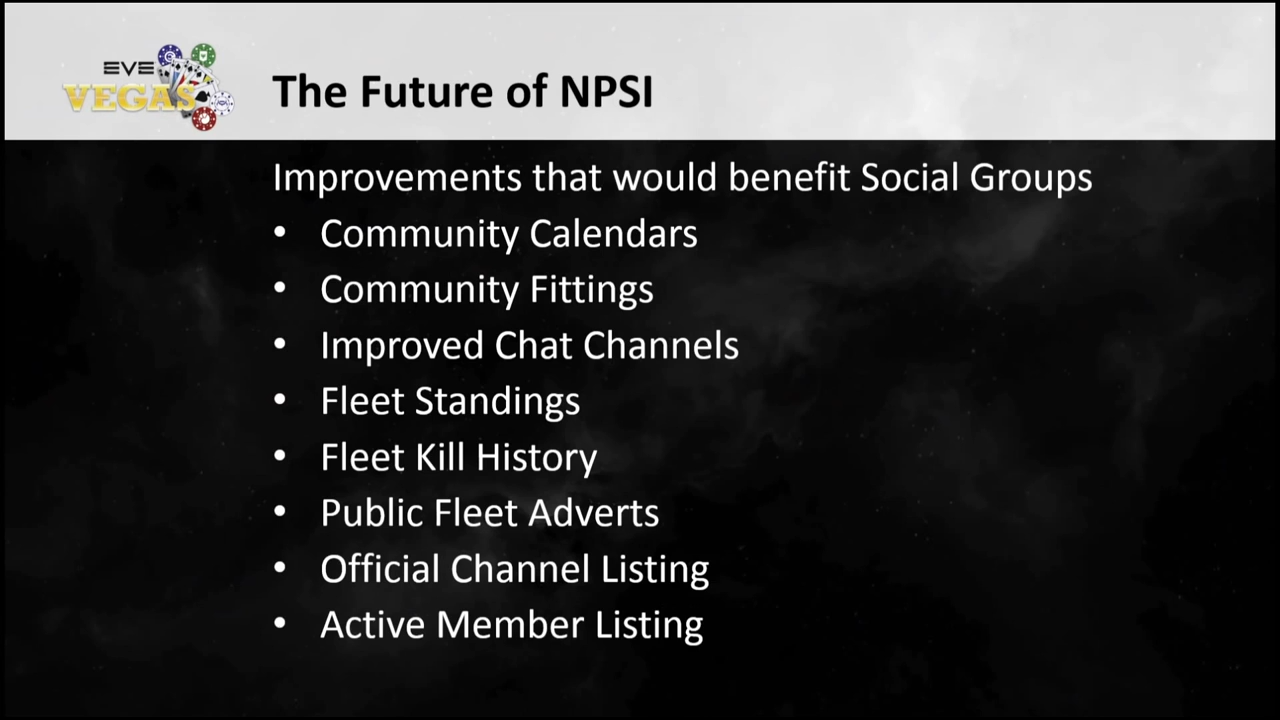 EVE
VEGAS
The Future of NPSI
Improvements that would benefit Social Groups
• Community Calendars
• Community Fittings
• Improved Chat Channels
• Fleet Standings
• Fleet Kill History
• Public Fleet Adverts
• Official Channel Listing
• Active Member Listing